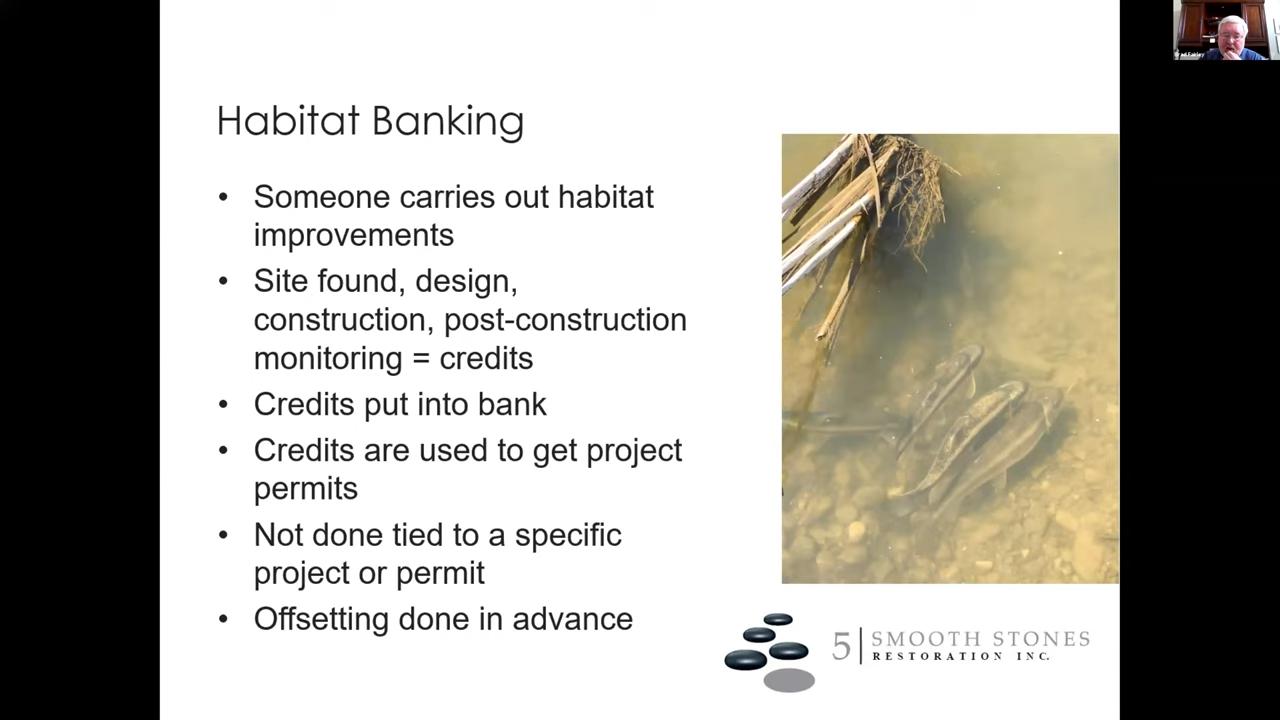 Habitat Banking
• Someone carries out habitat
improvements
• Site found, design,
construction, post-construction
monitoring = credits
• Credits put into bank
• Credits are used to get project
permits
• Not done tied to a specific
project or permit
• Offsetting done in advance
5 SMOOTH STONES
RESTORATION INC.